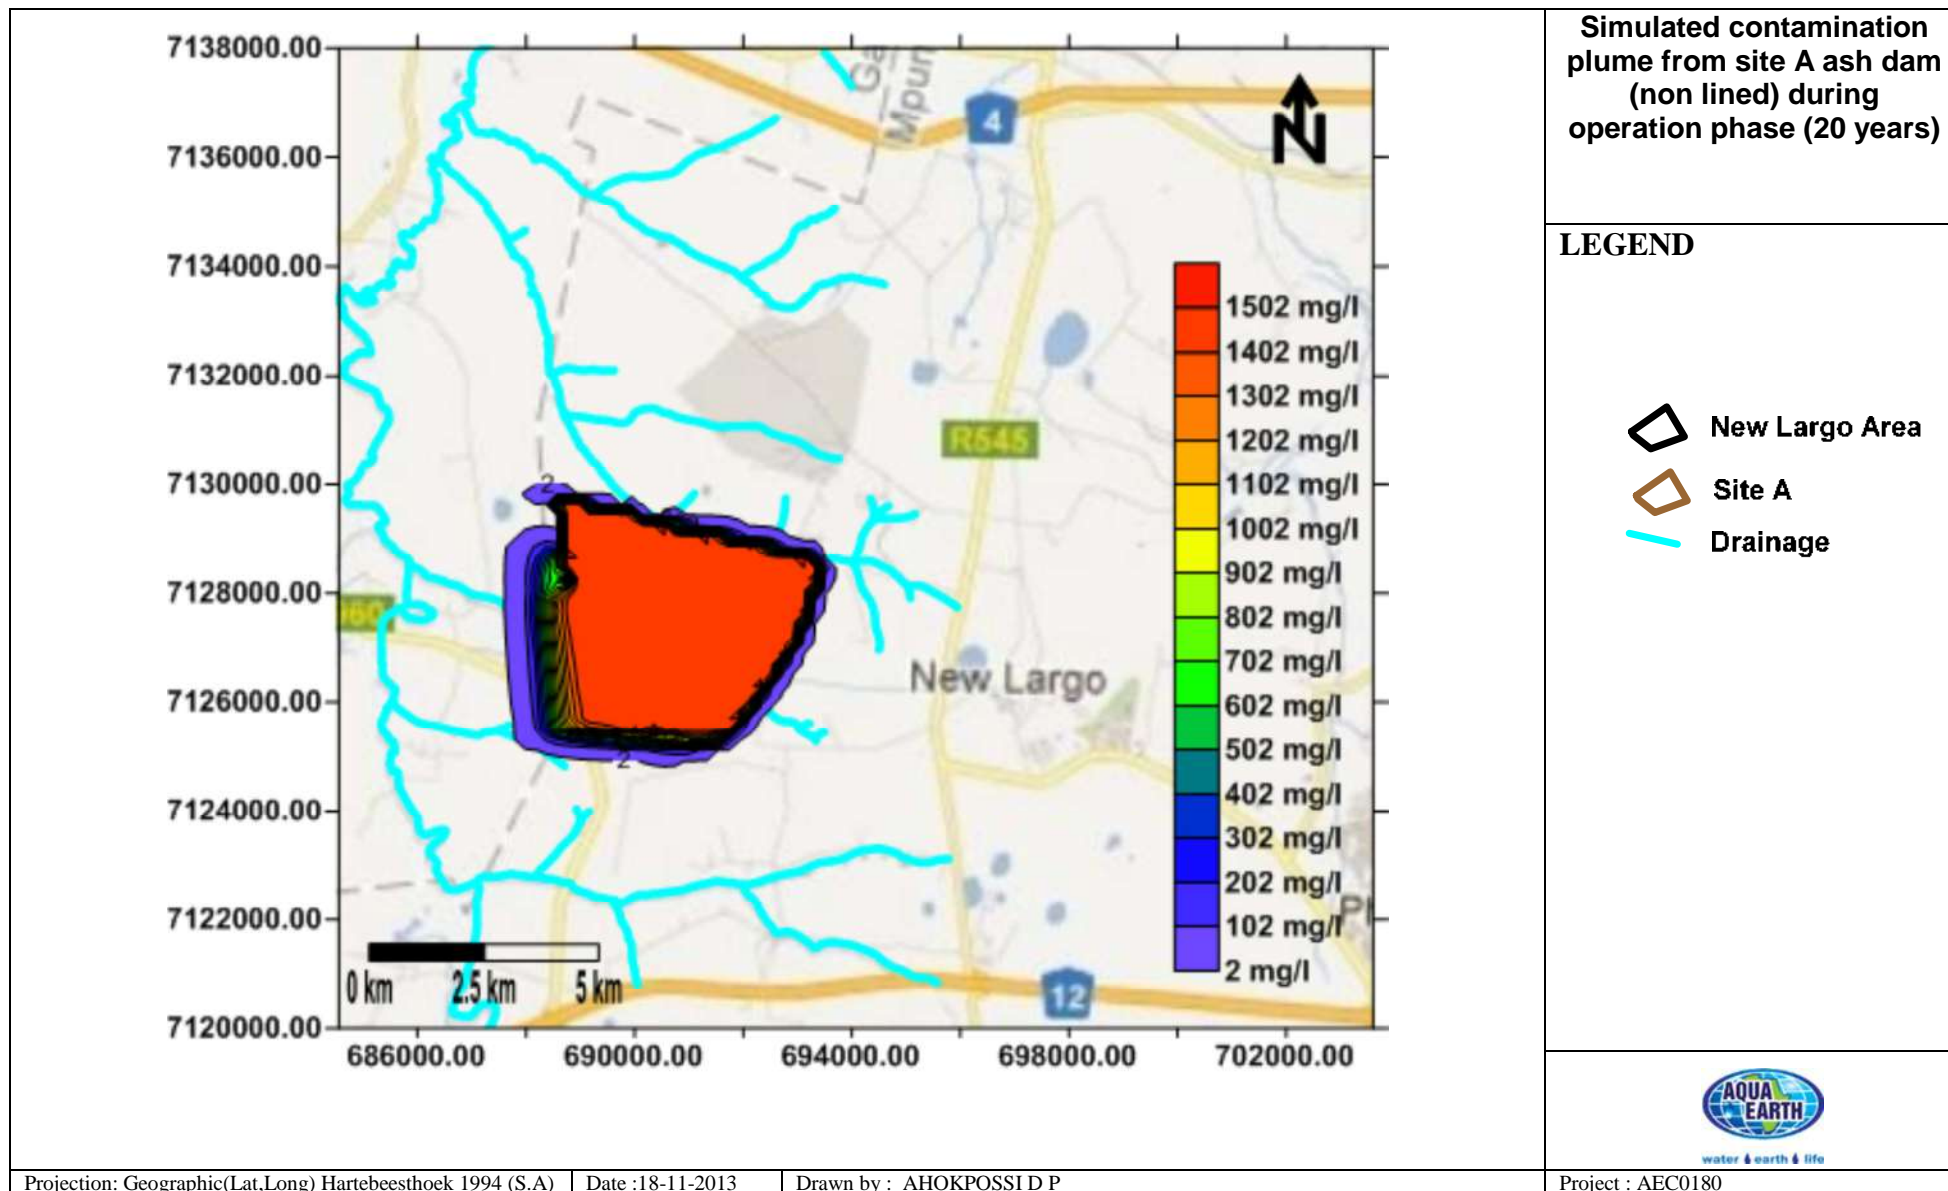 Simulated contamination
plume from site A ash dam
(non lined) during
operation phase (20 years)
LEGEND
New Largo Area
Site A
Drainage
7138000.00
7136000.00
7134000.00
7132000.00
7130000.00
7128000.00
7126000.00
7124000.00
7122000.00
7120000.00
686000.00
690000.00
694000.00
698000.00
702000.00
Ga
Mpun
4
N
R545
2
New Largo
2
12
1502 mg/l
1402 mg/l
1302 mg/l
1202 mg/l
1102 mg/l
1002 mg/l
902 mg/l
802 mg/l
702 mg/l
602 mg/l
502 mg/l
402 mg/l
302 mg/l
202 mg/l
102 mg/l
2 mg/l
0 km 2.5 km 5 km
AQUA
EARTH
water earth life
Projection: Geographic(Lat,Long) Hartebeesthoek 1994 (S.A)
Date :18-11-2013
Drawn by : AHOKPOSSI D P
Project : AEC0180